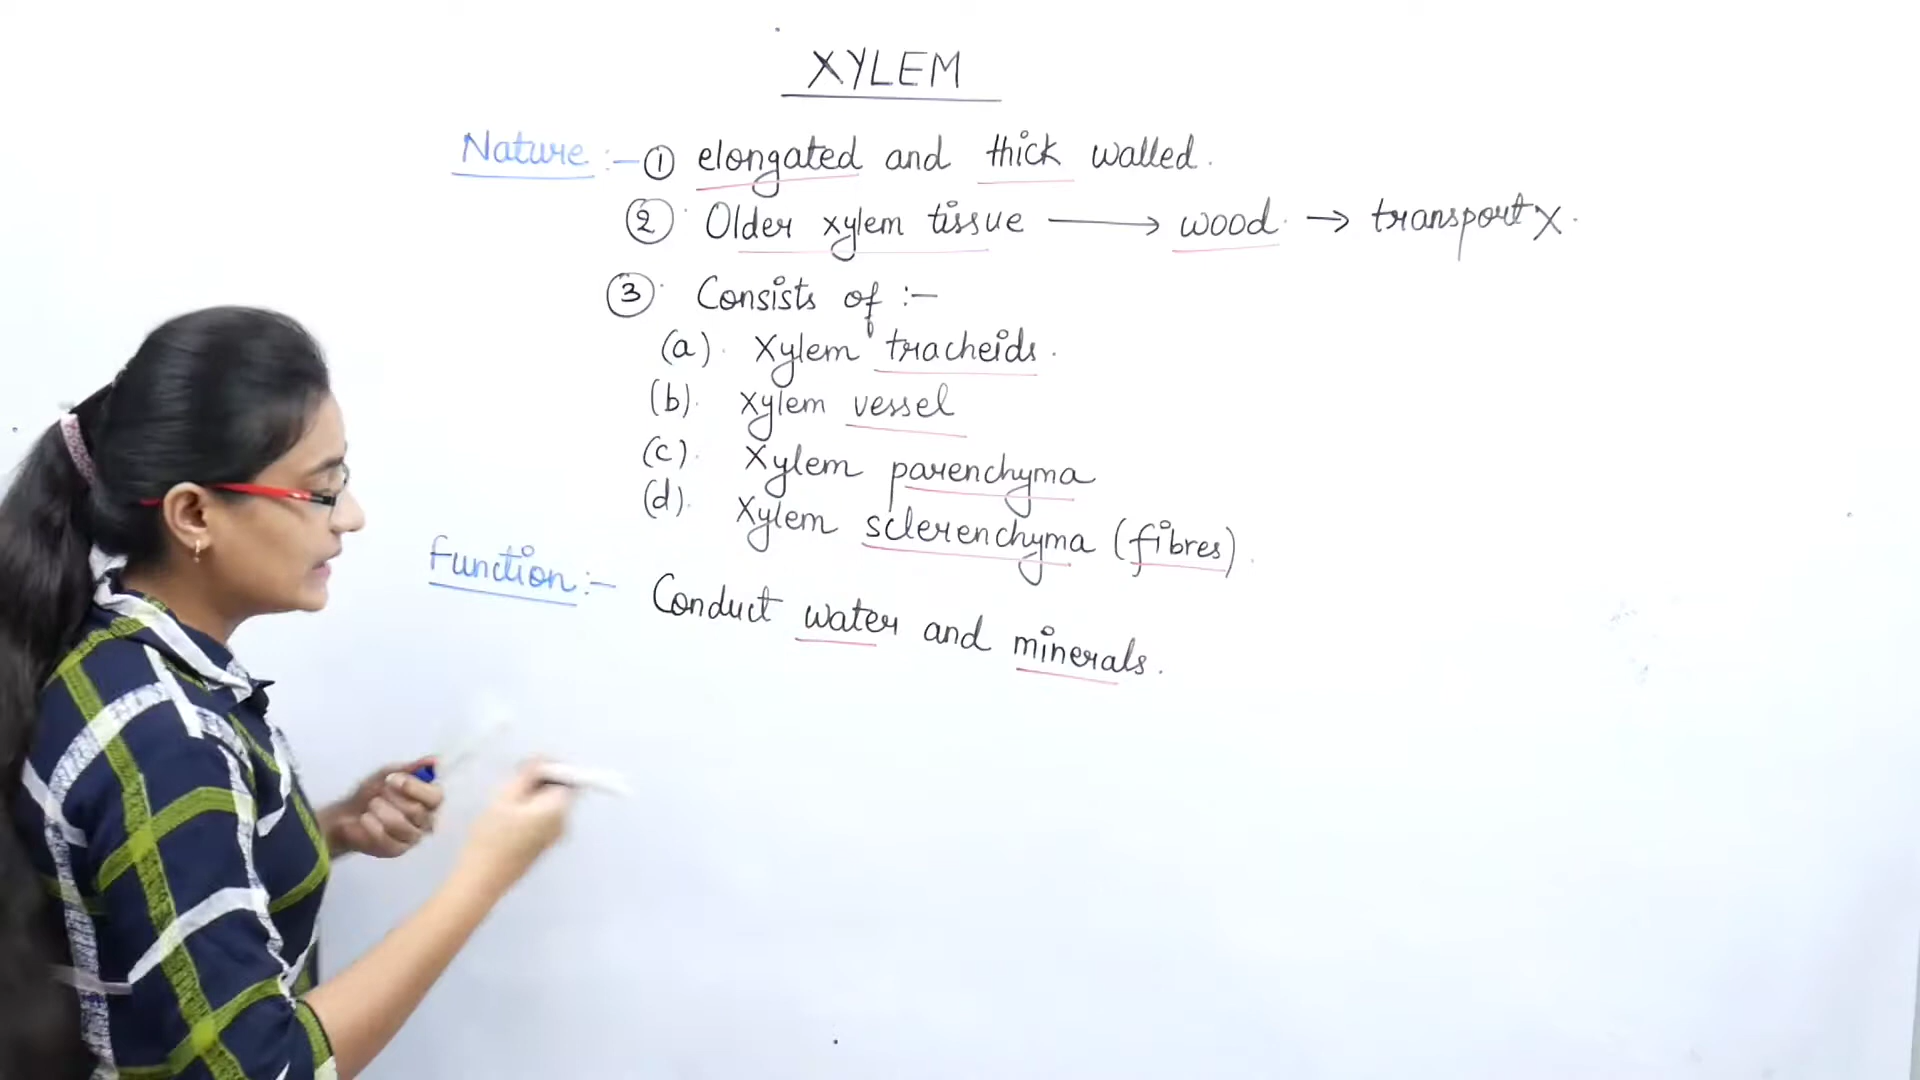 XYLEM
Nature :- ① elongated and thick walled.
② Older xylem tissue → wood. → transport X.
③ Consists of :-
(a). Xylem tracheids.
(b). Xylem vessel
(c). Xylem parenchyma
(d). Xylem sclerenchyma (fibres).
Function :- Conduct water and minerals.